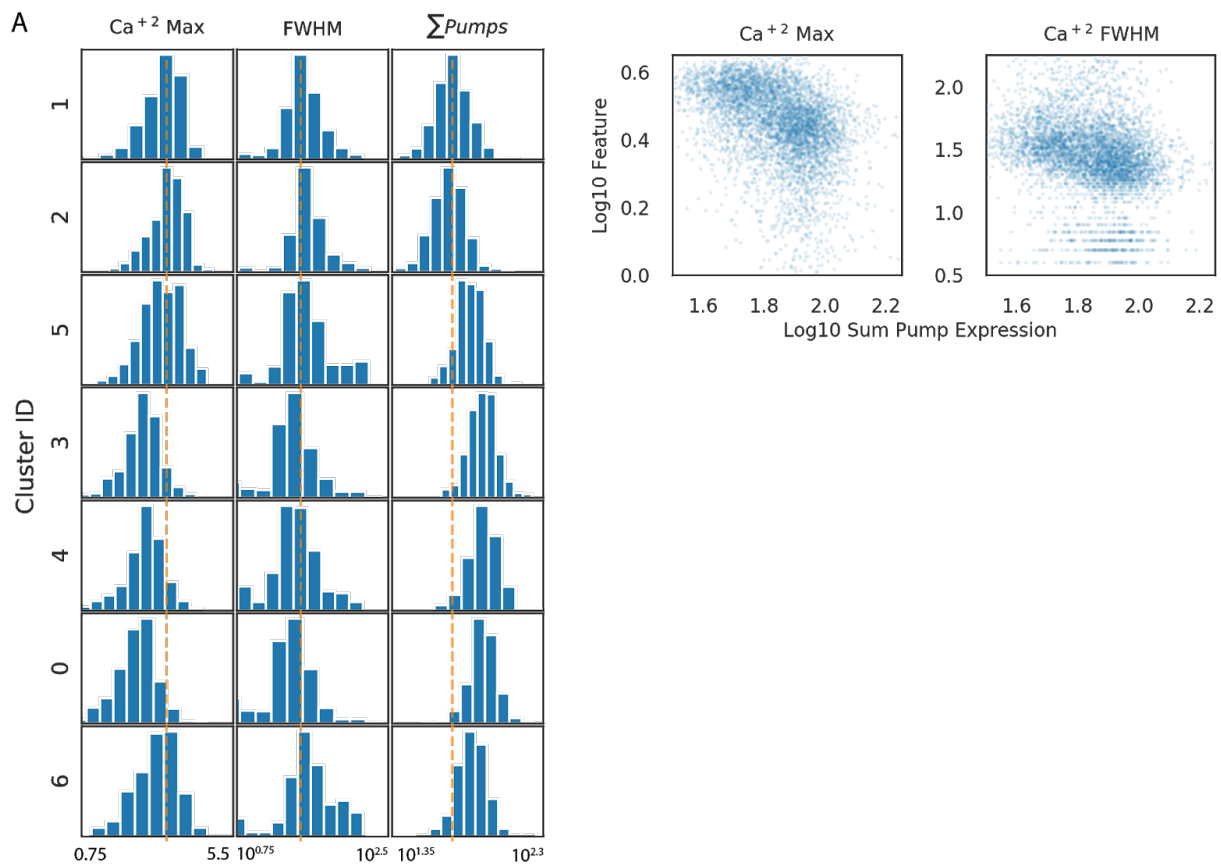 A
Ca⁺² Max FWHM ∑Pumps
Cluster ID
1
2
5
3
4
0
6
0.75 5.5 10^0.75 10^2.5 10^1.35 10^2.3
Ca⁺² Max Ca⁺² FWHM
Log10 Feature
0.6
0.4
0.2
0.0
2.0
1.5
1.0
0.5
1.6 1.8 2.0 2.2 1.6 1.8 2.0 2.2
Log10 Sum Pump Expression